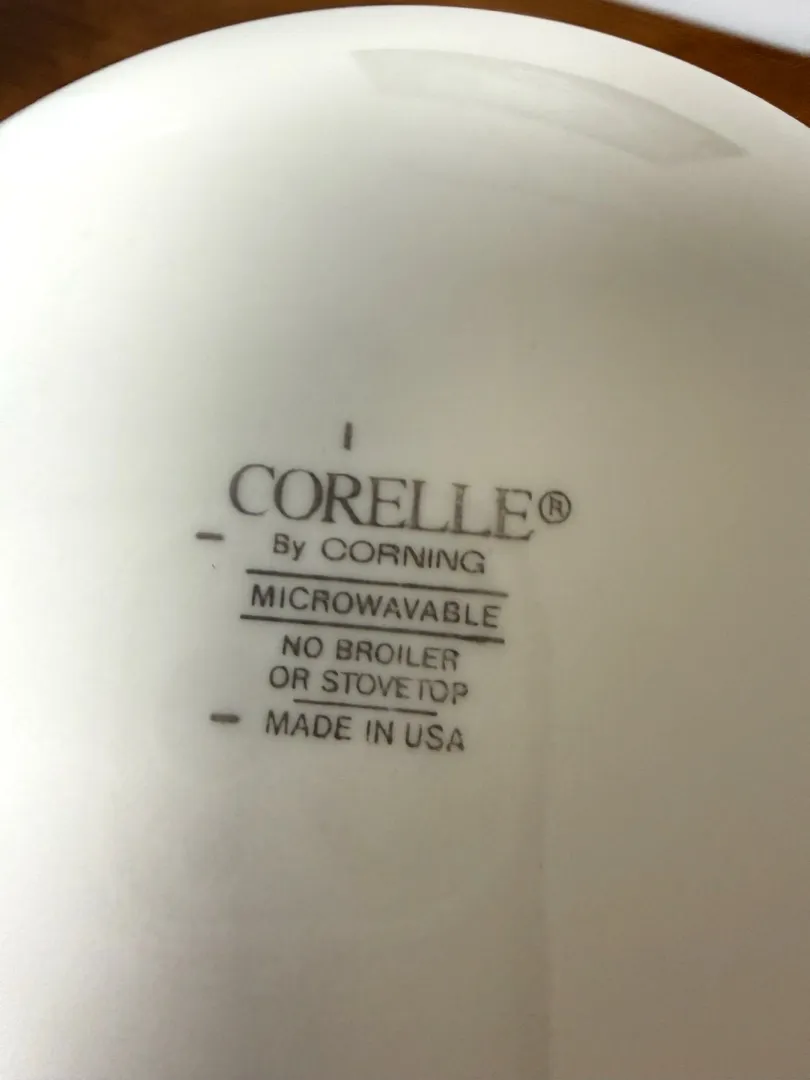 CORELLE®
By CORNING
MICROWAVABLE
NO BROILER
OR STOVETOP
MADE IN USA